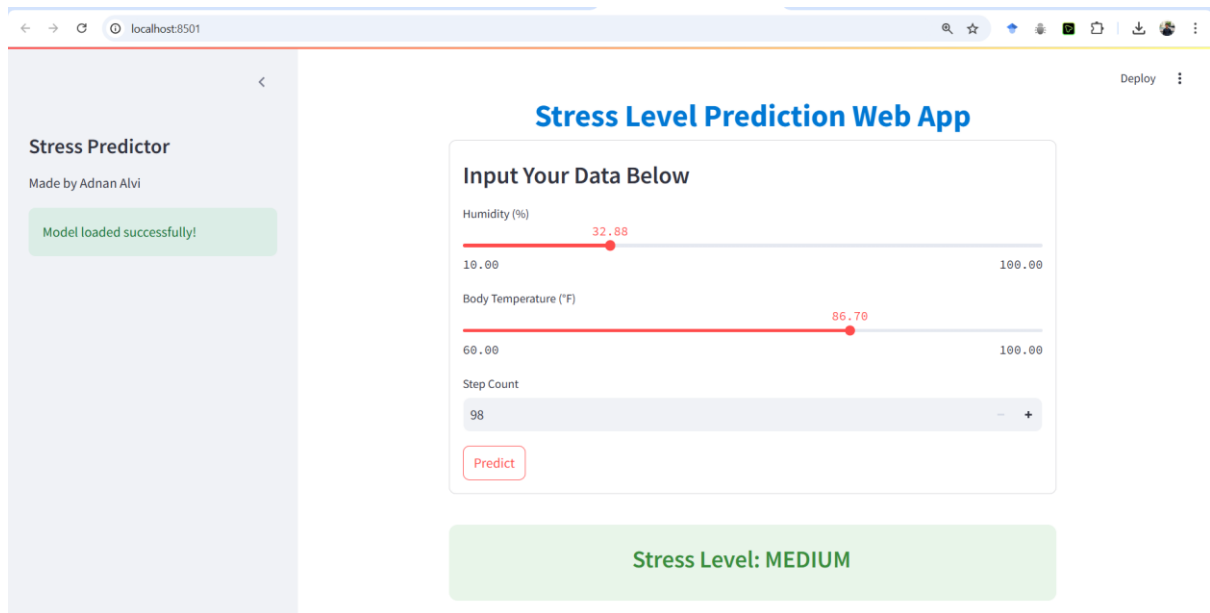 localhost:8501
Deploy
Stress Predictor
Made by Adnan Alvi
Model loaded successfully!
Stress Level Prediction Web App
Input Your Data Below
Humidity (%)
32.88
10.00 100.00
Body Temperature (°F)
86.70
60.00 100.00
Step Count
98
Predict
Stress Level: MEDIUM